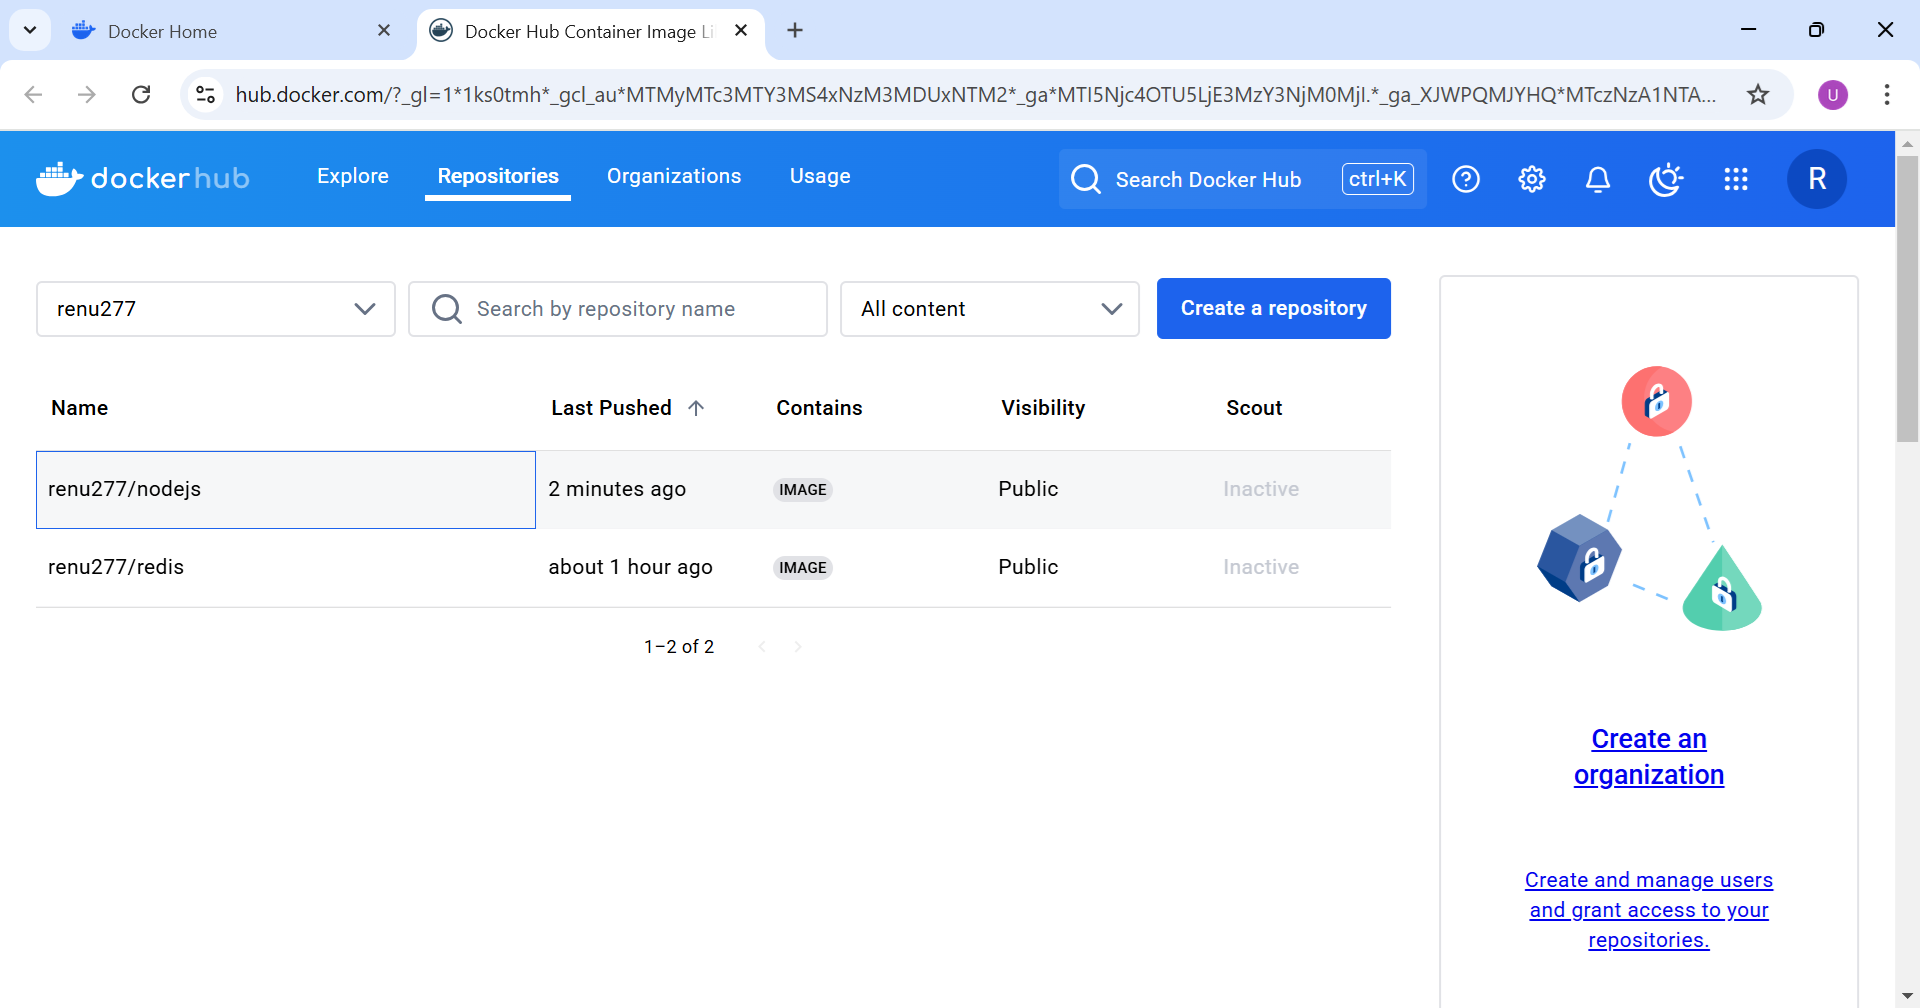 Docker Home
Docker Hub Container Image Li
hub.docker.com/?_gl=1*1ks0tmh*_gcl_au*MTMyMTc3MTY3MS4xNzM3MDUxNTM2*_ga*MTI5Njc4OTU5LjE3MzY3NjM0MjI.*_ga_XJWPQMJYHQ*MTczNzA1NTA...
U
docker hub
Explore
Repositories
Organizations
Usage
Search Docker Hub
ctrl+K
R
renu277
Search by repository name
All content
Create a repository
Name Last Pushed Contains Visibility Scout
renu277/nodejs 2 minutes ago IMAGE Public Inactive
renu277/redis about 1 hour ago IMAGE Public Inactive
1–2 of 2
Create an
organization
Create and manage users
and grant access to your
repositories.